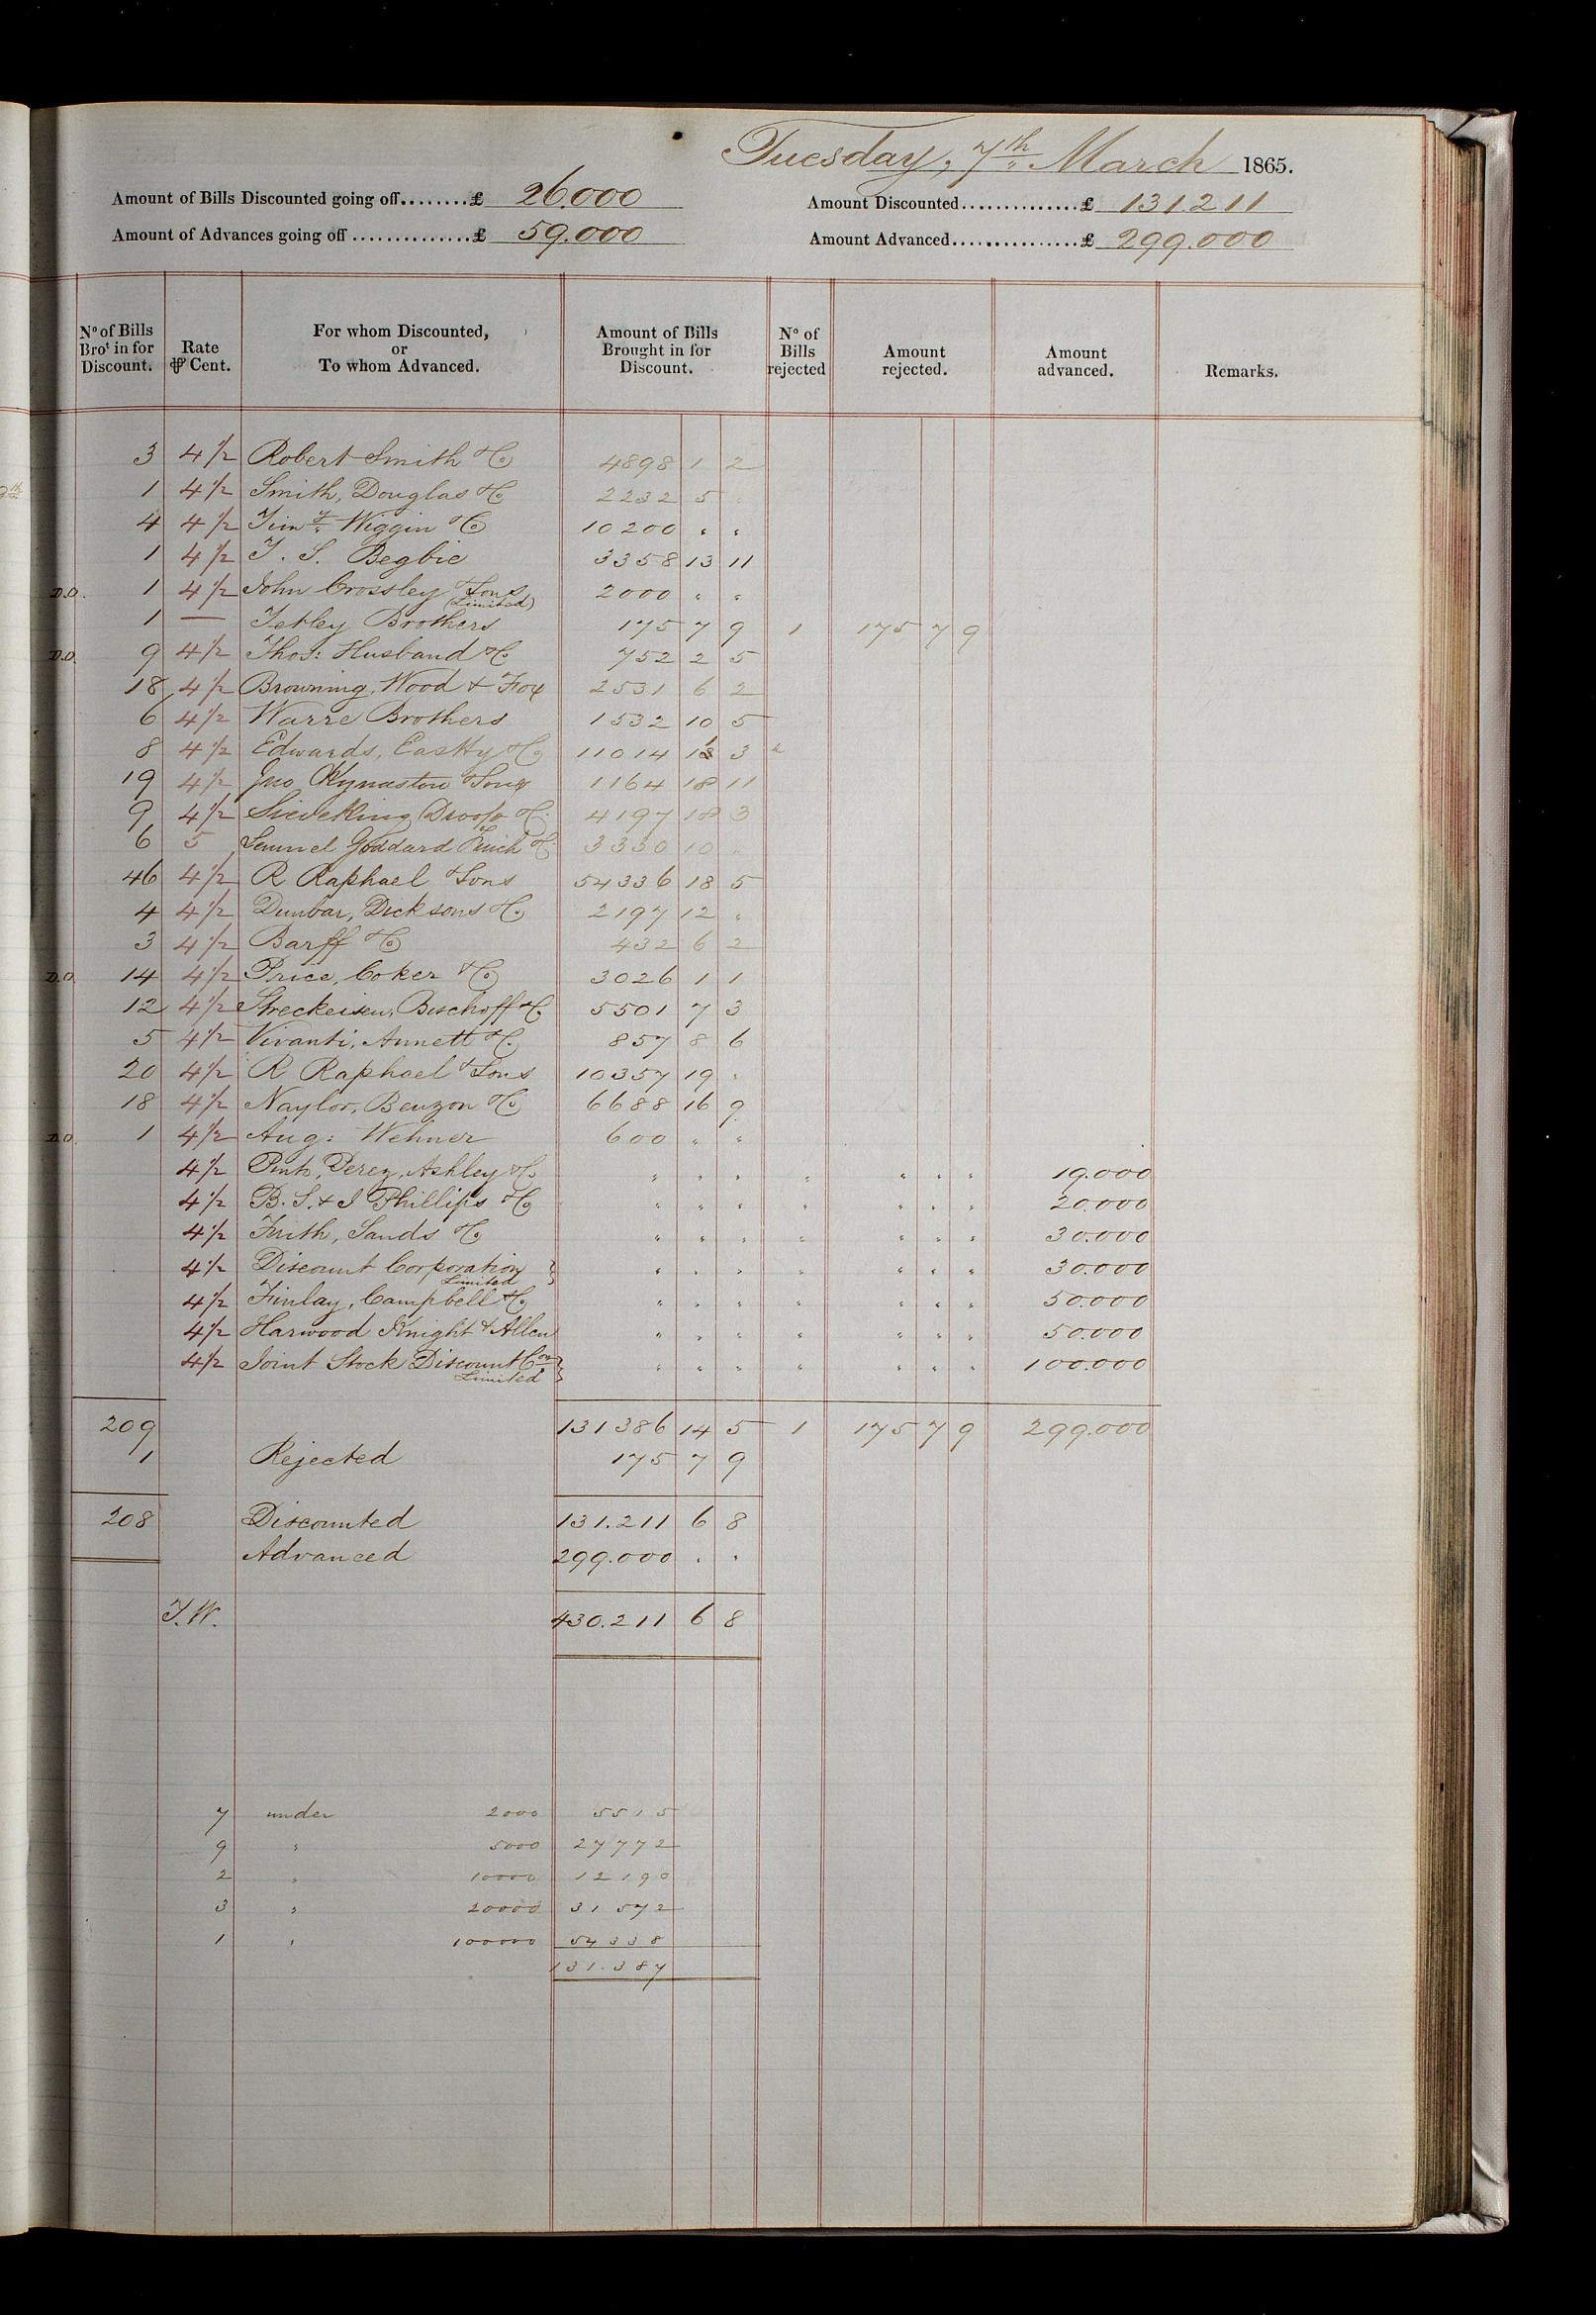 Tuesday, 7th March 1865.
Amount of Bills Discounted going off........£ 26.000 Amount Discounted..............£ 131.211
Amount of Advances going off...............£ 59.000 Amount Advanced................£ 299.000
No of Bills Brot in for Discount. Rate ⅌ Cent. For whom Discounted, or To whom Advanced. Amount of Bills Brought in for Discount. No of Bills rejected Amount rejected. Amount advanced. Remarks.
3 4½ Robert Smith & Co 4898 1 2
1 4½ Smith, Douglas & Co 2232 5 "
4 4½ Timy Wiggin & Co 10200 " "
1 4½ T. S. Begbie 3358 13 11
D.O. 1 4½ John Crossley & Sons (Limited) 2000 " "
1 — Tetley Brothers 175 7 9 1 175 7 9
D.O. 9 4½ Thos: Husband & Co 752 2 5
18 4½ Browning, Wood & Fox 2531 6 2
6 4½ Warre Brothers 1532 10 5
8 4½ Edwards, Eastty & Co 11014 3
19 4½ Jno Kynaston & Sons 1164 18 11
9 4½ Sieveking Droop & Co 4197 18 3
6 5 Samuel Goddard & Co 3330 10 "
46 4½ R Raphael & Sons 54336 18 5
4 4½ Dunbar, Dicksons & Co 2197 12 "
3 4½ Barff & Co 432 6 2
D.O. 14 4½ Price, Coker & Co 3026 1 1
12 4½ Streckeisen, Bischoff & Co 5501 7 3
5 4½ Vivanti, Annett & Co 857 8 6
20 4½ R Raphael & Sons 10357 19 "
18 4½ Naylor, Benzon & Co 6688 16 9
D.O. 1 4½ Aug: Wehner 600 " "
4½ Pinto, Perez, Ashley & Co " " " " " " " 19.000
4½ B. S. & I Phillips & Co " " " " " " " 20.000
4½ Frith, Sands & Co " " " " " " " 30.000
4½ Discount Corporation Limited } " " " " " " " 30.000
4½ Finlay, Campbell & Co " " " " " " " 50.000
4½ Harwood Knight & Allen " " " " " " " 50.000
4½ Joint Stock Discount Con Limited } " " " " " " " 100.000
209 131386 14 5 1 175 7 9 299.000
1 Rejected 175 7 9
208 Discounted 131.211 6 8
Advanced 299.000 " "
T.W. 430.211 6 8
7 under 2000 5515
9 " 5000 27772
2 " 10000 12190
3 " 20000 31572
1 " 100000 54338
131.387